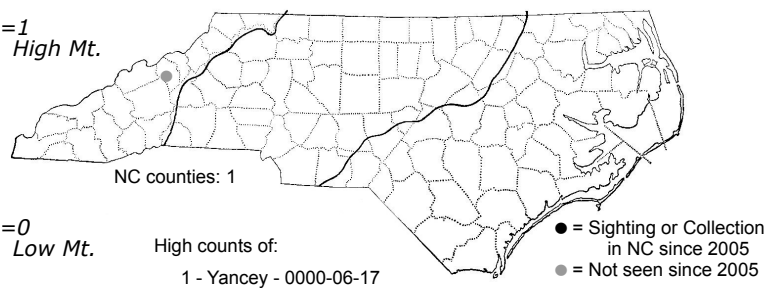 =1
High Mt.
NC counties: 1
=0
Low Mt.
High counts of:
1 - Yancey - 0000-06-17
● = Sighting or Collection
in NC since 2005
● = Not seen since 2005